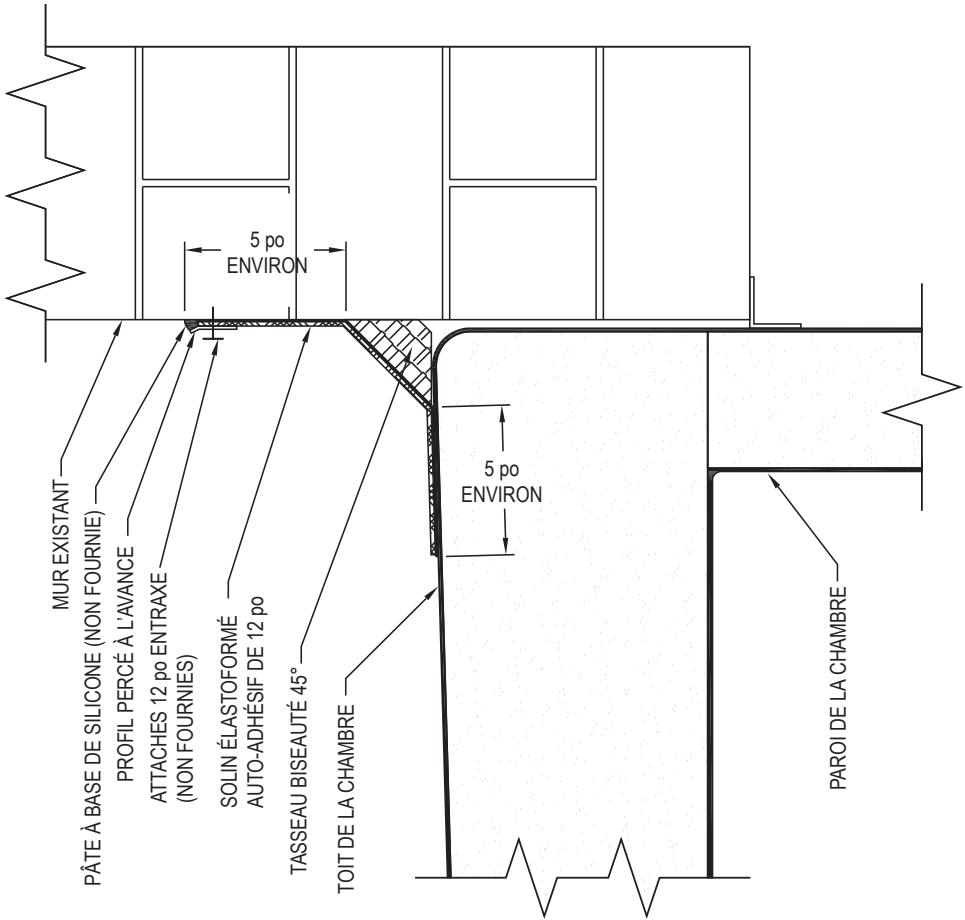 5 po
ENVIRON
5 po
ENVIRON
MUR EXISTANT
PÂTE À BASE DE SILICONE (NON FOURNIE)
PROFIL PERCÉ À L'AVANCE
ATTACHES 12 po ENTRAXE
(NON FOURNIES)
SOLIN ÉLASTOFORMÉ
AUTO-ADHÉSIF DE 12 po
TASSEAU BISEAUTÉ 45°
TOIT DE LA CHAMBRE
PAROI DE LA CHAMBRE